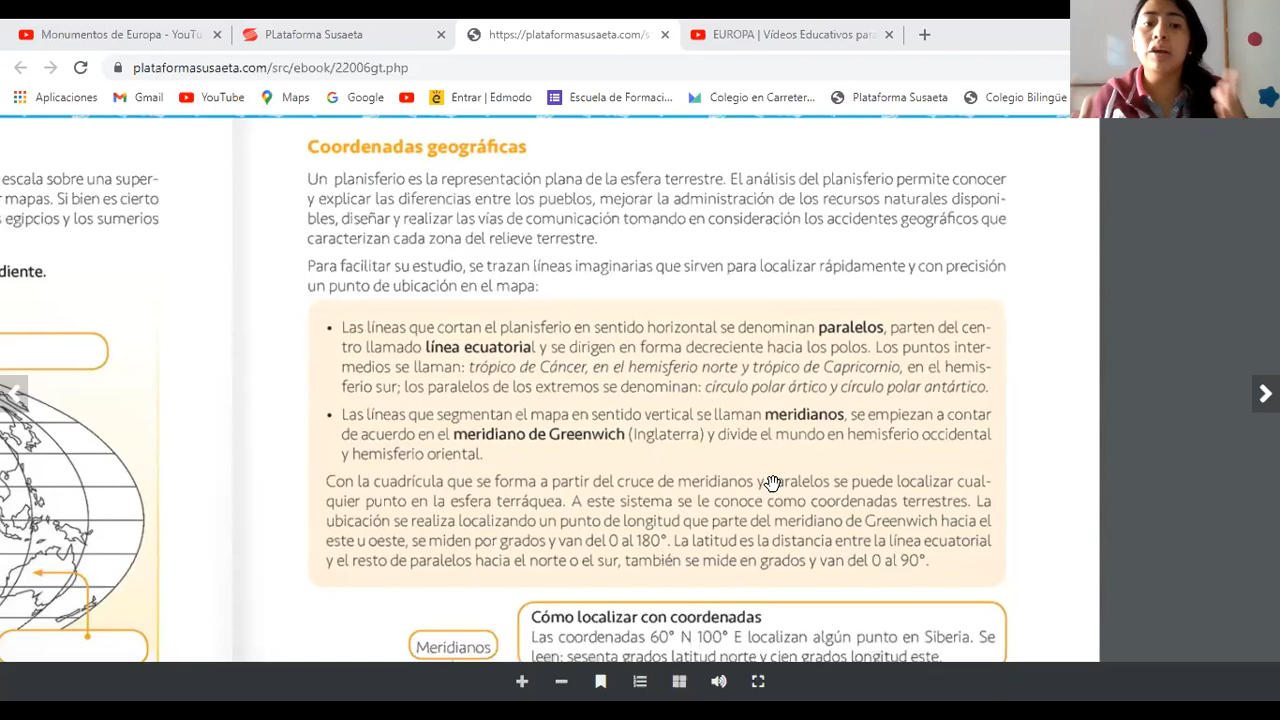 Monumentos de Europa - YouTu
PLataforma Susaeta
https://plataformasusaeta.com/s
EUROPA | Vídeos Educativos para
plataformasusaeta.com/src/ebook/22006gt.php
Aplicaciones
Gmail
YouTube
Maps
Google
Entrar | Edmodo
Escuela de Formaci...
Colegio en Carreter...
Plataforma Susaeta
Colegio Bilingüe
escala sobre una super-
r mapas. Si bien es cierto
egipcios y los sumerios
diente.
Coordenadas geográficas
Un planisferio es la representación plana de la esfera terrestre. El análisis del planisferio permite conocer
y explicar las diferencias entre los pueblos, mejorar la administración de los recursos naturales disponi-
bles, diseñar y realizar las vías de comunicación tomando en consideración los accidentes geográficos que
caracterizan cada zona del relieve terrestre.
Para facilitar su estudio, se trazan líneas imaginarias que sirven para localizar rápidamente y con precisión
un punto de ubicación en el mapa:
• Las líneas que cortan el planisferio en sentido horizontal se denominan paralelos, parten del cen-
tro llamado línea ecuatorial y se dirigen en forma decreciente hacia los polos. Los puntos inter-
medios se llaman: trópico de Cáncer, en el hemisferio norte y trópico de Capricornio, en el hemis-
ferio sur; los paralelos de los extremos se denominan: círculo polar ártico y círculo polar antártico.
• Las líneas que segmentan el mapa en sentido vertical se llaman meridianos, se empiezan a contar
de acuerdo en el meridiano de Greenwich (Inglaterra) y divide el mundo en hemisferio occidental
y hemisferio oriental.
Con la cuadrícula que se forma a partir del cruce de meridianos y paralelos se puede localizar cual-
quier punto en la esfera terráquea. A este sistema se le conoce como coordenadas terrestres. La
ubicación se realiza localizando un punto de longitud que parte del meridiano de Greenwich hacia el
este u oeste, se miden por grados y van del 0 al 180°. La latitud es la distancia entre la línea ecuatorial
y el resto de paralelos hacia el norte o el sur, también se mide en grados y van del 0 al 90°.
Meridianos
Cómo localizar con coordenadas
Las coordenadas 60° N 100° E localizan algún punto en Siberia. Se
leen: sesenta grados latitud norte y cien grados longitud este.